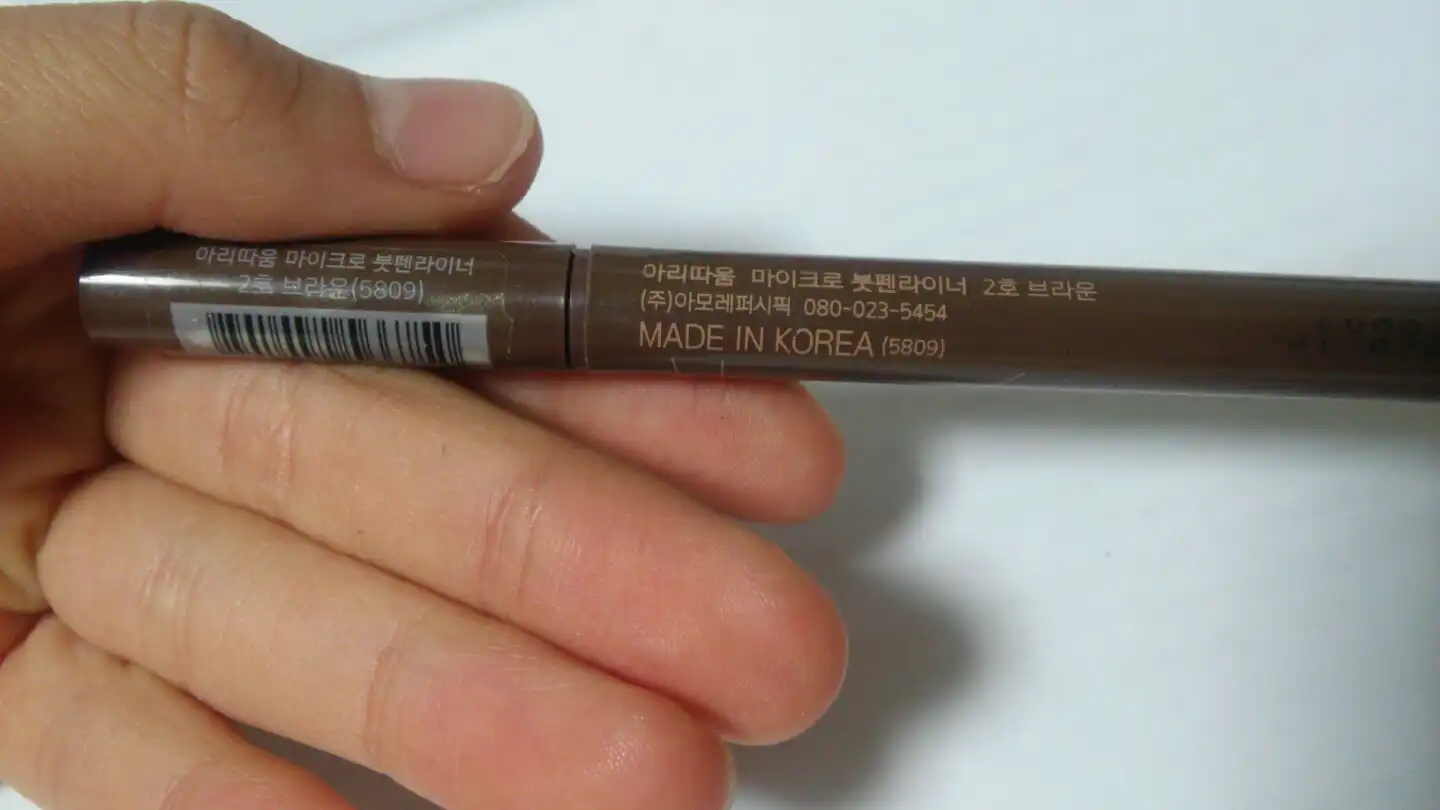 아리따움 마이크로 붓펜라이너
2호 브라운(5809)
아리따움 마이크로 붓펜라이너 2호 브라운
(주)아모레퍼시픽 080-023-5454
MADE IN KOREA (5809)